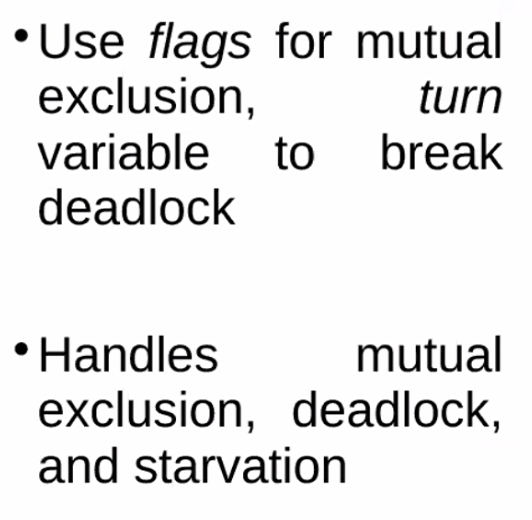 • Use flags for mutual
exclusion, turn
variable to break
deadlock
• Handles mutual
exclusion, deadlock,
and starvation